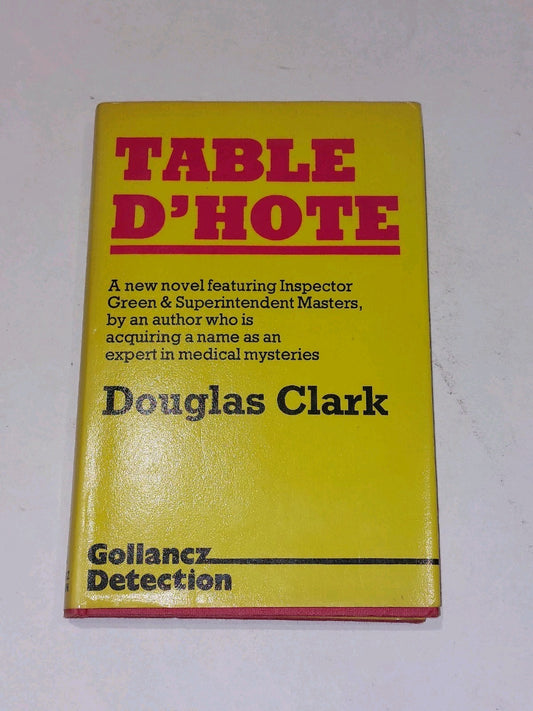 TABLE
D'HOTE
A new novel featuring Inspector
Green & Superintendent Masters,
by an author who is
acquiring a name as an
expert in medical mysteries
Douglas Clark
Gollancz
Detection